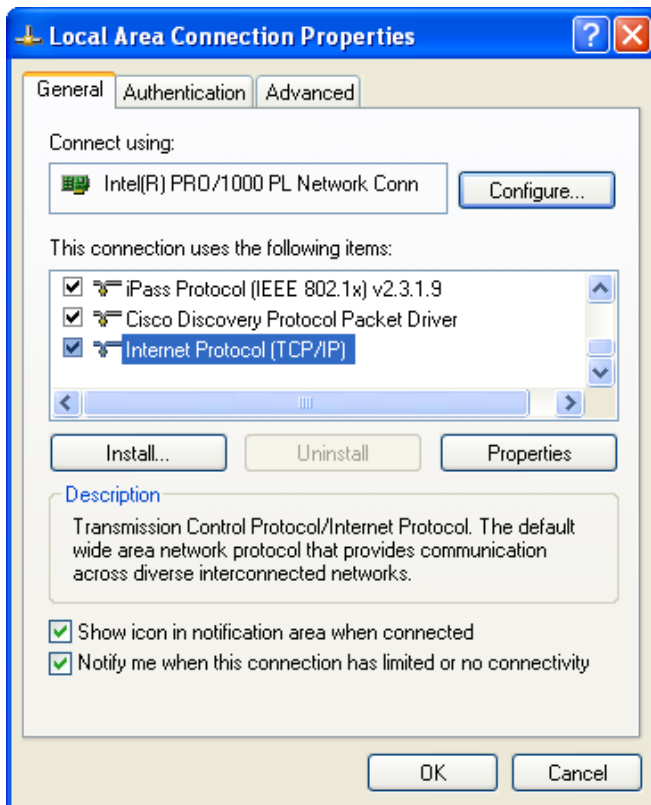 Local Area Connection Properties
General Authentication Advanced
Connect using:
Intel(R) PRO/1000 PL Network Conn
Configure...
This connection uses the following items:
iPass Protocol (IEEE 802.1x) v2.3.1.9
Cisco Discovery Protocol Packet Driver
Internet Protocol (TCP/IP)
Install... Uninstall Properties
Description
Transmission Control Protocol/Internet Protocol. The default
wide area network protocol that provides communication
across diverse interconnected networks.
Show icon in notification area when connected
Notify me when this connection has limited or no connectivity
OK Cancel